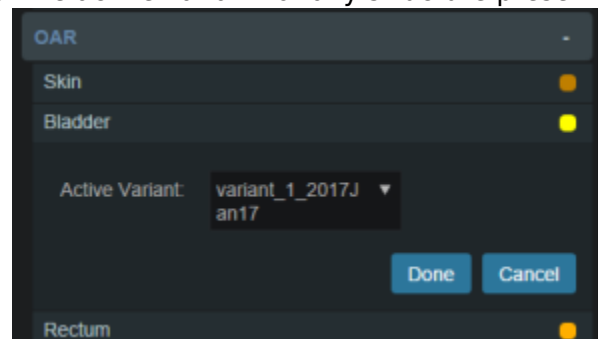 OAR -
Skin
Bladder
Active Variant: variant_1_2017J
an17
Done Cancel
Rectum